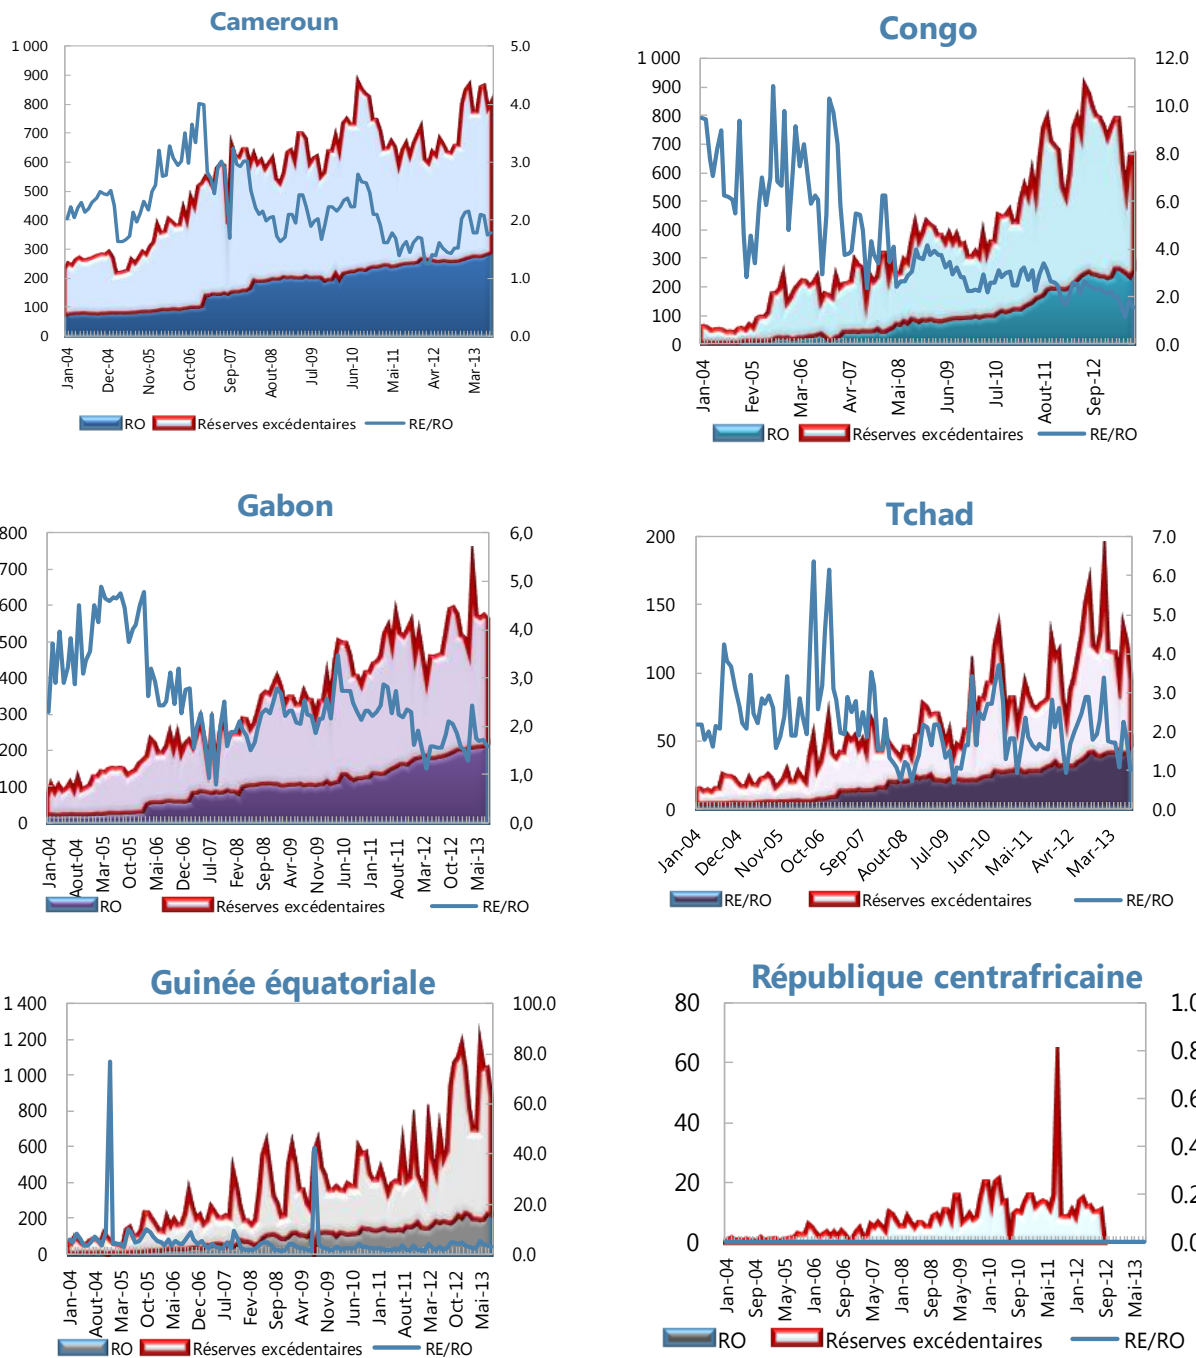 Cameroun
1 000
900
800
700
600
500
400
300
200
100
0
5.0
4.0
3.0
2.0
1.0
0.0
Jan-04
Dec-04
Nov-05
Oct-06
Sep-07
Aout-08
Jul-09
Jun-10
Mai-11
Avr-12
Mar-13
RO Réserves excédentaires RE/RO
Congo
1 000
900
800
700
600
500
400
300
200
100
0
12.0
10.0
8.0
6.0
4.0
2.0
0.0
Jan-04
Fev-05
Mar-06
Avr-07
Mai-08
Jun-09
Jul-10
Aout-11
Sep-12
RO Réserves excédentaires RE/RO
Gabon
800
700
600
500
400
300
200
100
0
6,0
5,0
4,0
3,0
2,0
1,0
0,0
Jan-04
Aout-04
Mar-05
Oct-05
Mai-06
Dec-06
Jul-07
Fev-08
Sep-08
Avr-09
Nov-09
Jun-10
Jan-11
Aout-11
Mar-12
Oct-12
Mai-13
RO Réserves excédentaires RE/RO
Tchad
200
150
100
50
0
7.0
6.0
5.0
4.0
3.0
2.0
1.0
0.0
Jan-04
Dec-04
Nov-05
Oct-06
Sep-07
Aout-08
Jul-09
Jun-10
Mai-11
Avr-12
Mar-13
RE/RO Réserves excédentaires RE/RO
Guinée équatoriale
1 400
1 200
1 000
800
600
400
200
0
100.0
80.0
60.0
40.0
20.0
0.0
Jan-04
Aout-04
Mar-05
Oct-05
Mai-06
Dec-06
Jul-07
Fev-08
Sep-08
Avr-09
Nov-09
Jun-10
Jan-11
Aout-11
Mar-12
Oct-12
Mai-13
RO Réserves excédentaires RE/RO
République centrafricaine
80
60
40
20
0
1.0
0.8
0.6
0.4
0.2
0.0
Jan-04
Sep-04
May-05
Jan-06
Sep-06
May-07
Jan-08
Sep-08
May-09
Jan-10
Sep-10
Mai-11
Jan-12
Sep-12
Mai-13
RO Réserves excédentaires RE/RO